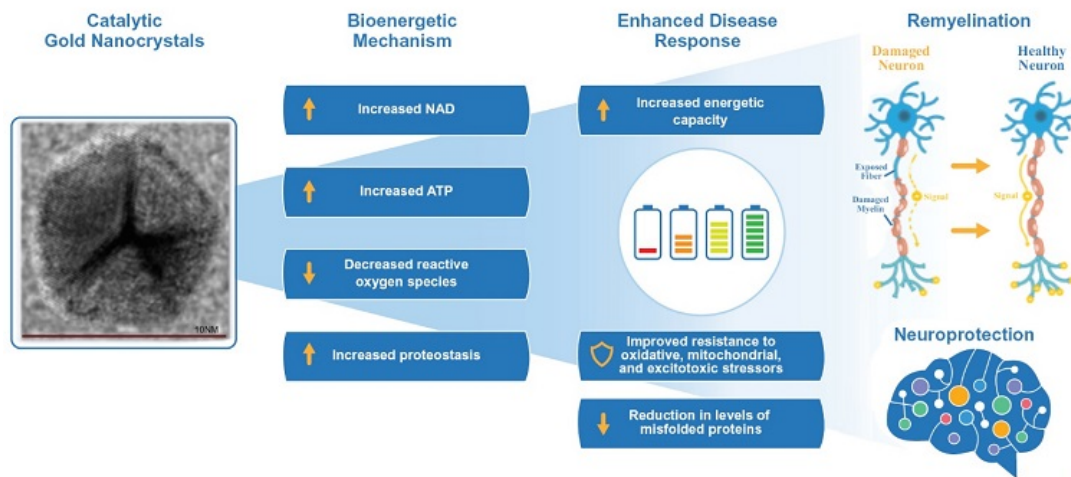 Catalytic
Gold Nanocrystals
10NM
Bioenergetic
Mechanism
Increased NAD
Increased ATP
Decreased reactive
oxygen species
Increased proteostasis
Enhanced Disease
Response
Increased energetic
capacity
Improved resistance to
oxidative, mitochondrial,
and excitotoxic stressors
Reduction in levels of
misfolded proteins
Remyelination
Damaged
Neuron
Healthy
Neuron
Exposed
Fiber
Signal
Damaged
Myelin
Signal
Neuroprotection